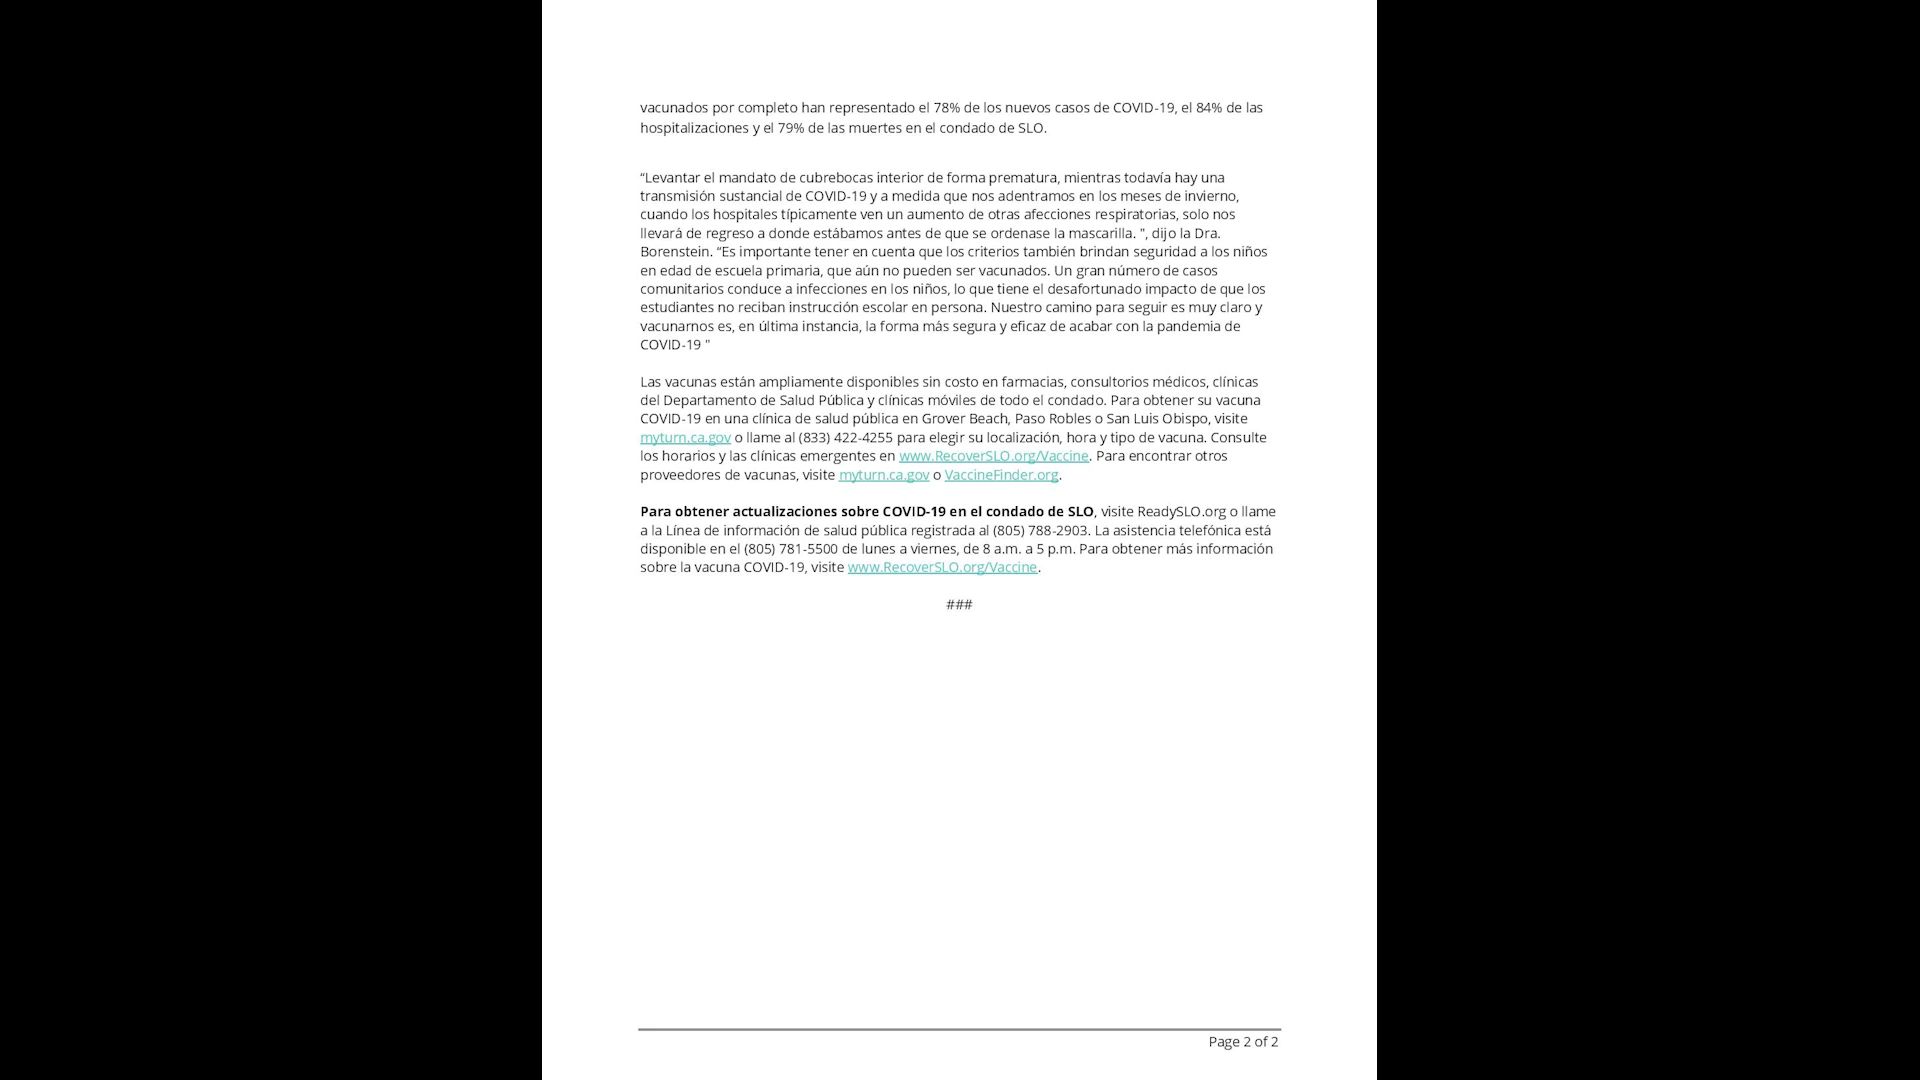 vacunados por completo han representado el 78% de los nuevos casos de COVID-19, el 84% de las
hospitalizaciones y el 79% de las muertes en el condado de SLO.
“Levantar el mandato de cubrebocas interior de forma prematura, mientras todavía hay una
transmisión sustancial de COVID-19 y a medida que nos adentramos en los meses de invierno,
cuando los hospitales típicamente ven un aumento de otras afecciones respiratorias, solo nos
llevará de regreso a donde estábamos antes de que se ordenase la mascarilla. ", dijo la Dra.
Borenstein. “Es importante tener en cuenta que los criterios también brindan seguridad a los niños
en edad de escuela primaria, que aún no pueden ser vacunados. Un gran número de casos
comunitarios conduce a infecciones en los niños, lo que tiene el desafortunado impacto de que los
estudiantes no reciban instrucción escolar en persona. Nuestro camino para seguir es muy claro y
vacunarnos es, en última instancia, la forma más segura y eficaz de acabar con la pandemia de
COVID-19 "
Las vacunas están ampliamente disponibles sin costo en farmacias, consultorios médicos, clínicas
del Departamento de Salud Pública y clínicas móviles de todo el condado. Para obtener su vacuna
COVID-19 en una clínica de salud pública en Grover Beach, Paso Robles o San Luis Obispo, visite
myturn.ca.gov o llame al (833) 422-4255 para elegir su localización, hora y tipo de vacuna. Consulte
los horarios y las clínicas emergentes en www.RecoverSLO.org/Vaccine. Para encontrar otros
proveedores de vacunas, visite myturn.ca.gov o VaccineFinder.org.
Para obtener actualizaciones sobre COVID-19 en el condado de SLO, visite ReadySLO.org o llame
a la Línea de información de salud pública registrada al (805) 788-2903. La asistencia telefónica está
disponible en el (805) 781-5500 de lunes a viernes, de 8 a.m. a 5 p.m. Para obtener más información
sobre la vacuna COVID-19, visite www.RecoverSLO.org/Vaccine.
###
Page 2 of 2